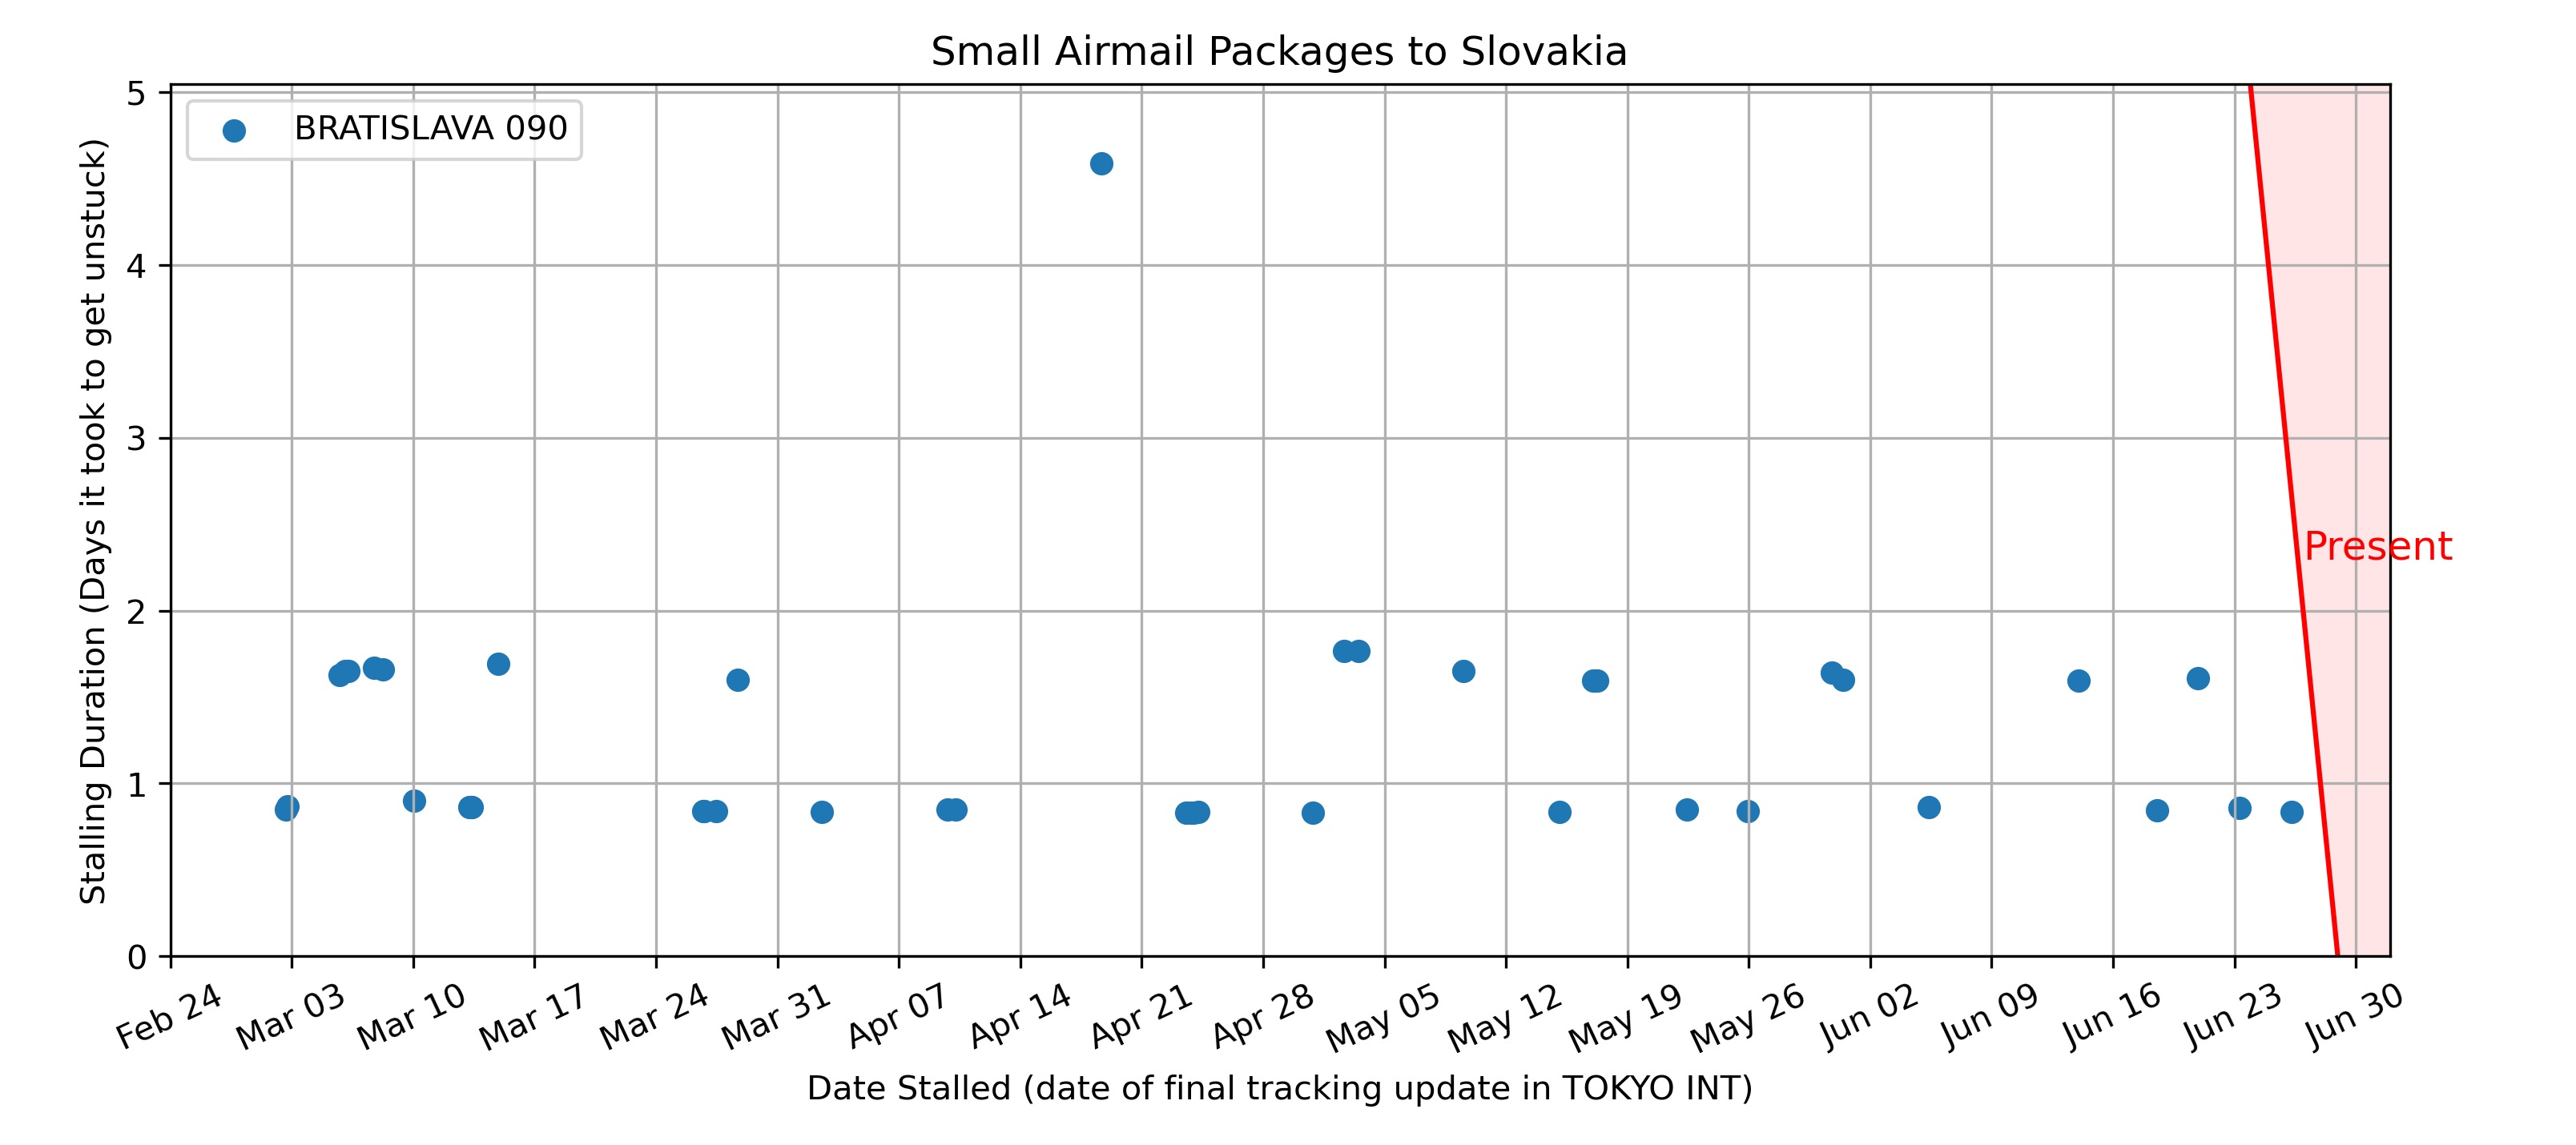 Small Airmail Packages to Slovakia
BRATISLAVA 090
Stalling Duration (Days it took to get unstuck)
5
4
3
2
1
0
Present
Feb 24
Mar 03
Mar 10
Mar 17
Mar 24
Mar 31
Apr 07
Apr 14
Apr 21
Apr 28
May 05
May 12
May 19
May 26
Jun 02
Jun 09
Jun 16
Jun 23
Jun 30
Date Stalled (date of final tracking update in TOKYO INT)